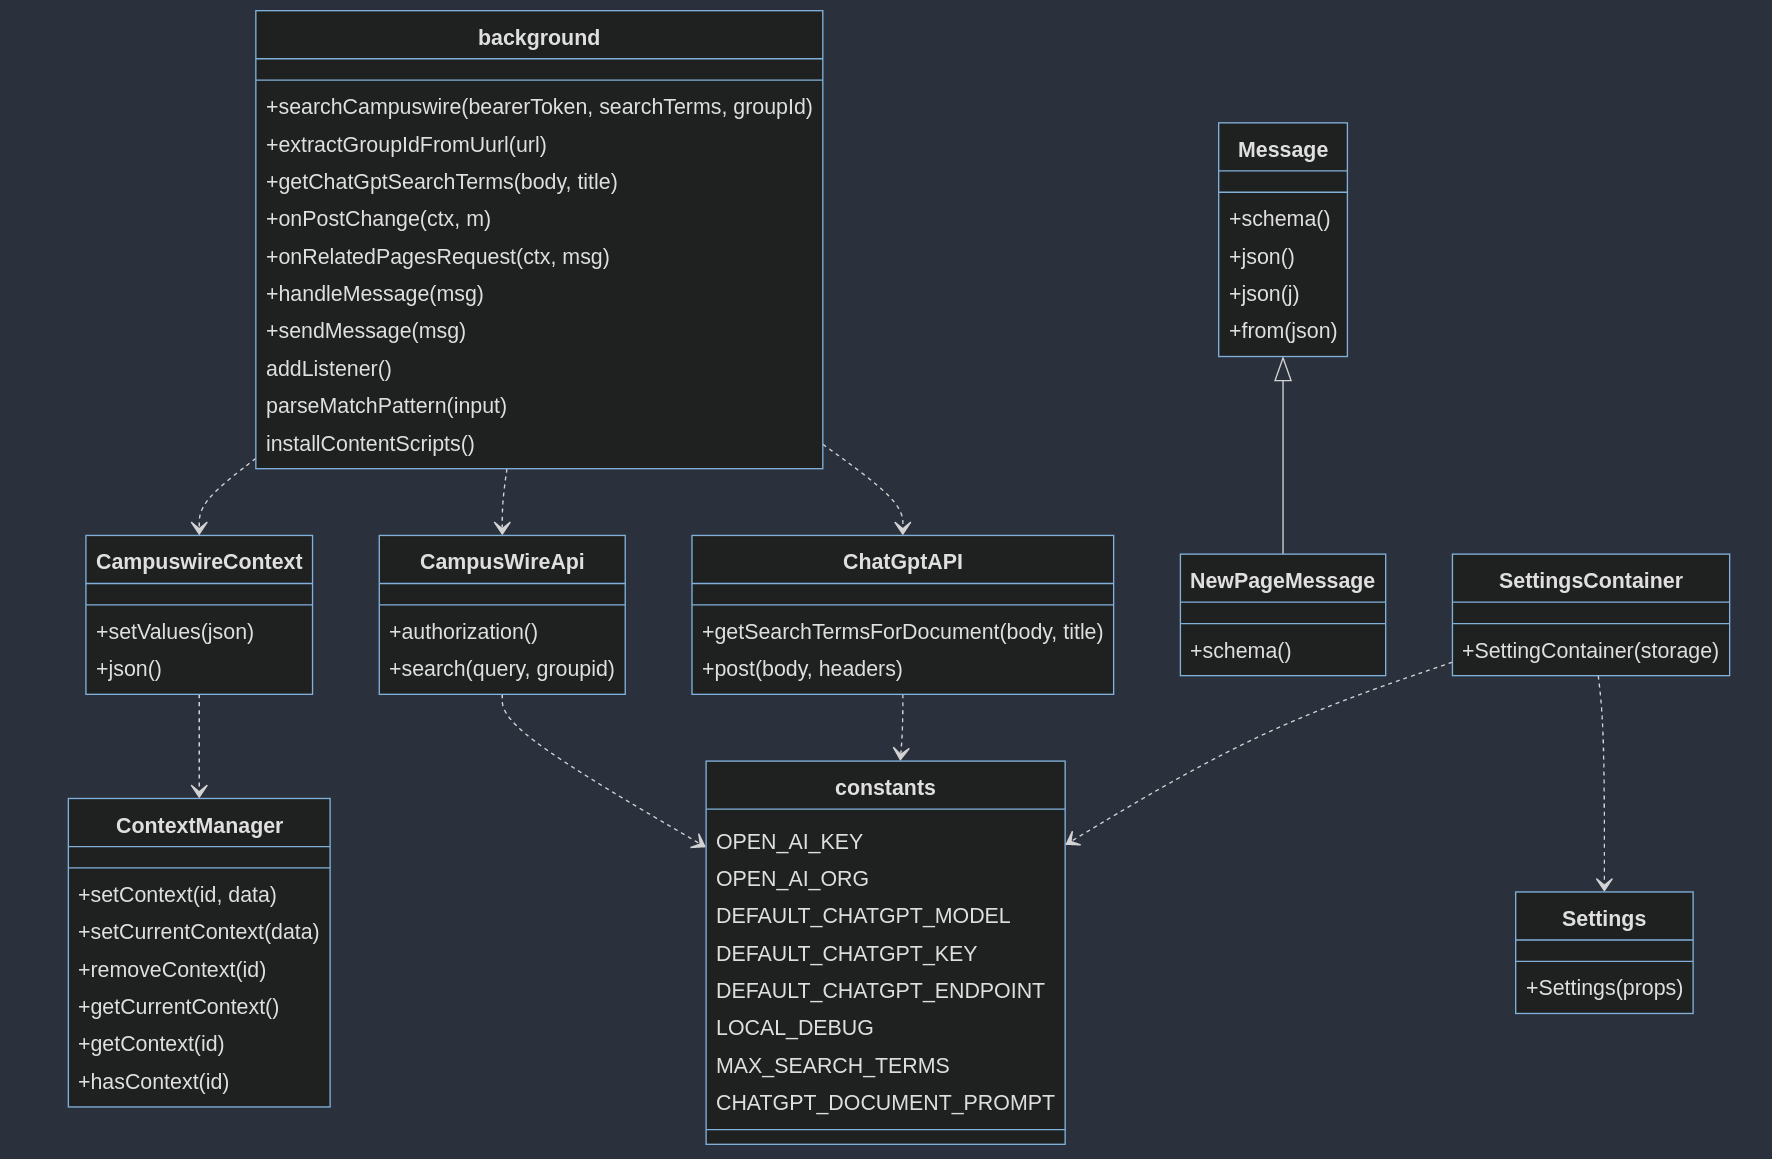 background
+searchCampuswire(bearerToken, searchTerms, groupId)
+extractGroupIdFromUurl(url)
+getChatGptSearchTerms(body, title)
+onPostChange(ctx, m)
+onRelatedPagesRequest(ctx, msg)
+handleMessage(msg)
+sendMessage(msg)
addListener()
parseMatchPattern(input)
installContentScripts()
Message
+schema()
+json()
+json(j)
+from(json)
CampuswireContext
+setValues(json)
+json()
CampusWireApi
+authorization()
+search(query, groupid)
ChatGptAPI
+getSearchTermsForDocument(body, title)
+post(body, headers)
NewPageMessage
+schema()
SettingsContainer
+SettingContainer(storage)
ContextManager
+setContext(id, data)
+setCurrentContext(data)
+removeContext(id)
+getCurrentContext()
+getContext(id)
+hasContext(id)
constants
OPEN_AI_KEY
OPEN_AI_ORG
DEFAULT_CHATGPT_MODEL
DEFAULT_CHATGPT_KEY
DEFAULT_CHATGPT_ENDPOINT
LOCAL_DEBUG
MAX_SEARCH_TERMS
CHATGPT_DOCUMENT_PROMPT
Settings
+Settings(props)